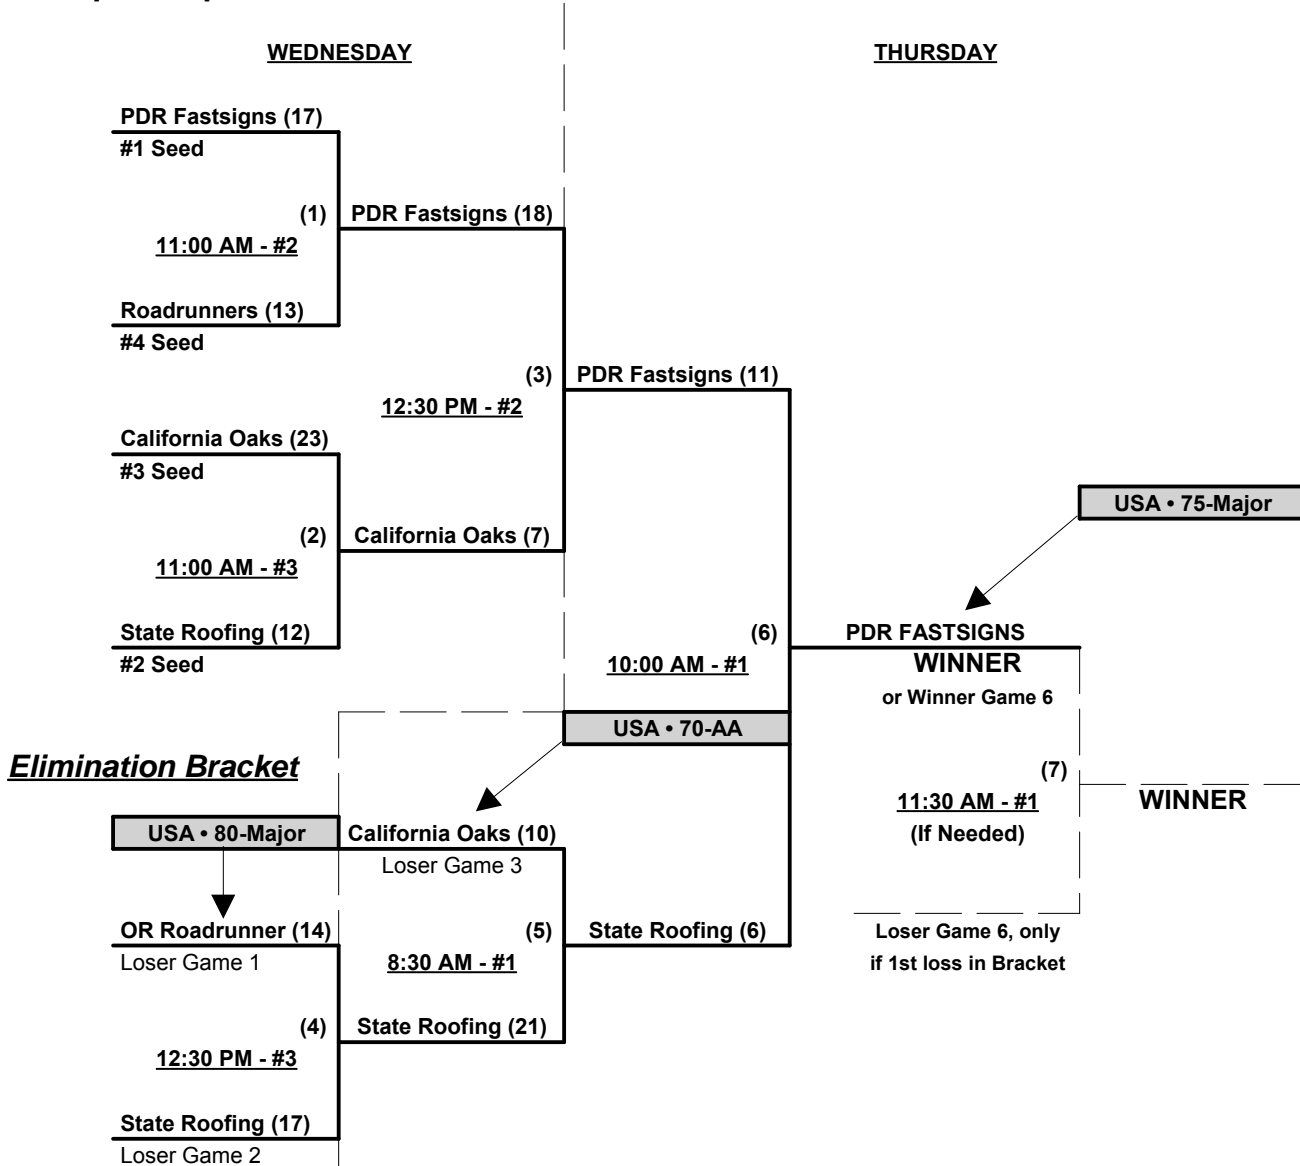 WEDNESDAY
THURSDAY
PDR Fastsigns (17)
#1 Seed
(1)
PDR Fastsigns (18)
11:00 AM - #2
Roadrunners (13)
#4 Seed
(3)
PDR Fastsigns (11)
12:30 PM - #2
California Oaks (23)
#3 Seed
USA • 75-Major
(2)
California Oaks (7)
11:00 AM - #3
State Roofing (12)
#2 Seed
(6)
PDR FASTSIGNS
10:00 AM - #1
WINNER
or Winner Game 6
USA • 70-AA
Elimination Bracket
(7)
11:30 AM - #1
WINNER
(If Needed)
USA • 80-Major
California Oaks (10)
Loser Game 3
OR Roadrunner (14)
Loser Game 1
(5)
State Roofing (6)
8:30 AM - #1
Loser Game 6, only
if 1st loss in Bracket
(4)
State Roofing (21)
12:30 PM - #3
State Roofing (17)
Loser Game 2